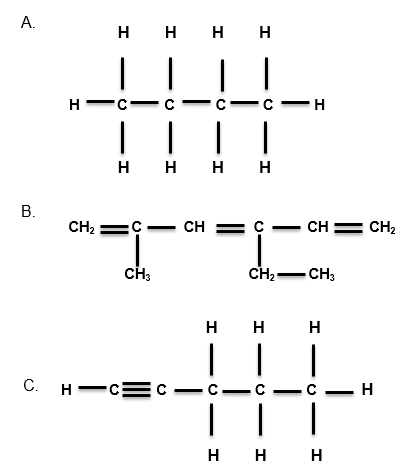 A.
H H H H
H C C C C H
H H H H
B.
CH₂ C CH C CH CH₂
CH₃ CH₂ CH₃
C.
H H H
H C C C C C H
H H H